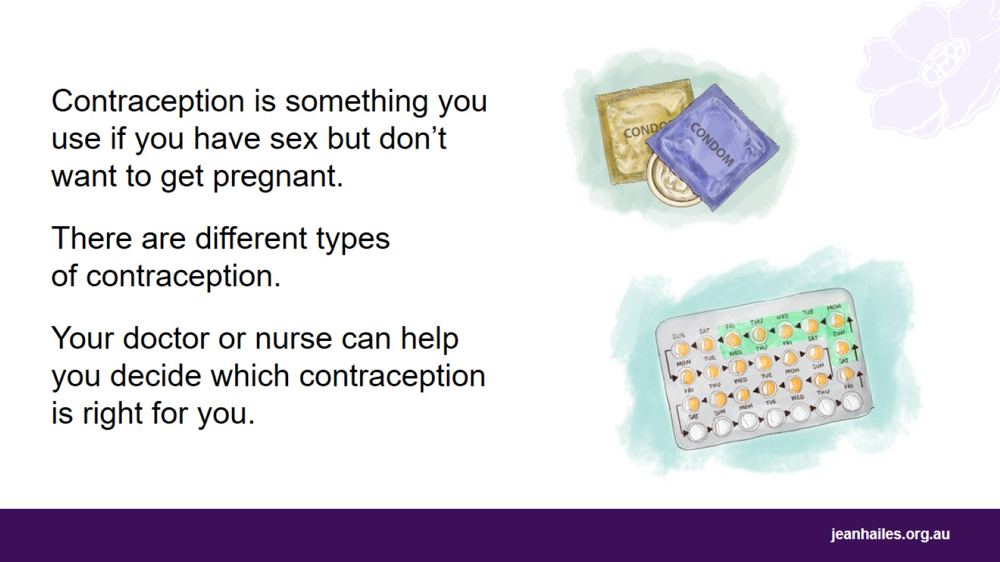 Contraception is something you
use if you have sex but don’t
want to get pregnant.
There are different types
of contraception.
Your doctor or nurse can help
you decide which contraception
is right for you.
CONDO
CONDOM
SUN SAT FRI THU WED TUE MON
MON TUE WED THU FRI SAT SUN
FRI THU WED TUE MON SUN SAT
SAT SUN MON TUE WED THU FRI
jeanhailes.org.au